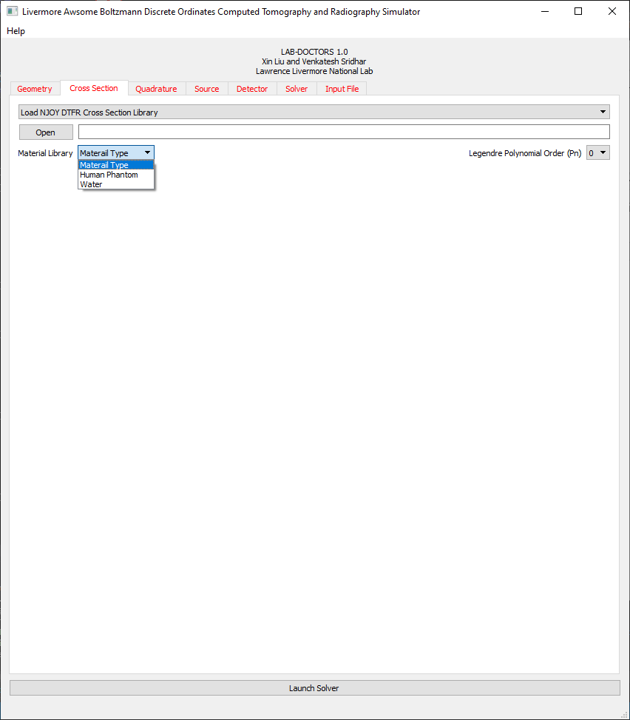 Livermore Awsome Boltzmann Discrete Ordinates Computed Tomography and Radiography Simulator
Help
LAB-DOCTORS 1.0
Xin Liu and Venkatesh Sridhar
Lawrence Livermore National Lab
Geometry Cross Section Quadrature Source Detector Solver Input File
Load NJOY DTFR Cross Section Library
Open
Material Library Materail Type Legendre Polynomial Order (Pn) 0
Materail Type
Human Phantom
Water
Launch Solver